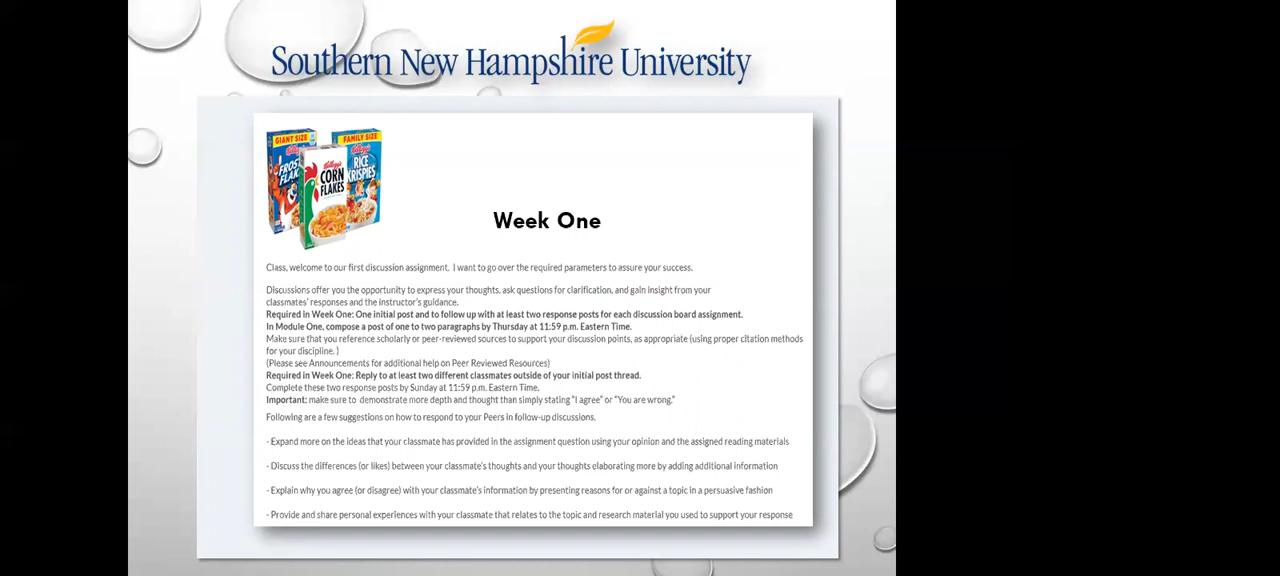 Southern New Hampshire University
GIANT SIZE
FAMILY SIZE
Kellogg's
Kellogg's
RICE
KRISPIES
Kellogg's
CORN
FLAKES
Week One
Class, welcome to our first discussion assignment. I want to go over the required parameters to assure your success.
Discussions offer you the opportunity to express your thoughts, ask questions for clarification, and gain insight from your
classmates' responses and the instructor's guidance.
Required in Week One: One initial post and to follow up with at least two response posts for each discussion board assignment.
In Module One, compose a post of one to two paragraphs by Thursday at 11:59 p.m. Eastern Time.
Make sure that you reference scholarly or peer-reviewed sources to support your discussion points, as appropriate (using proper citation methods
for your discipline. )
(Please see Announcements for additional help on Peer Reviewed Resources)
Required in Week One: Reply to at least two different classmates outside of your initial post thread.
Complete these two response posts by Sunday at 11:59 p.m. Eastern Time.
Important: make sure to demonstrate more depth and thought than simply stating "I agree" or "You are wrong."
Following are a few suggestions on how to respond to your Peers in follow-up discussions.
- Expand more on the ideas that your classmate has provided in the assignment question using your opinion and the assigned reading materials
- Discuss the differences (or likes) between your classmate's thoughts and your thoughts elaborating more by adding additional information
- Explain why you agree (or disagree) with your classmate's information by presenting reasons for or against a topic in a persuasive fashion
- Provide and share personal experiences with your classmate that relates to the topic and research material you used to support your response